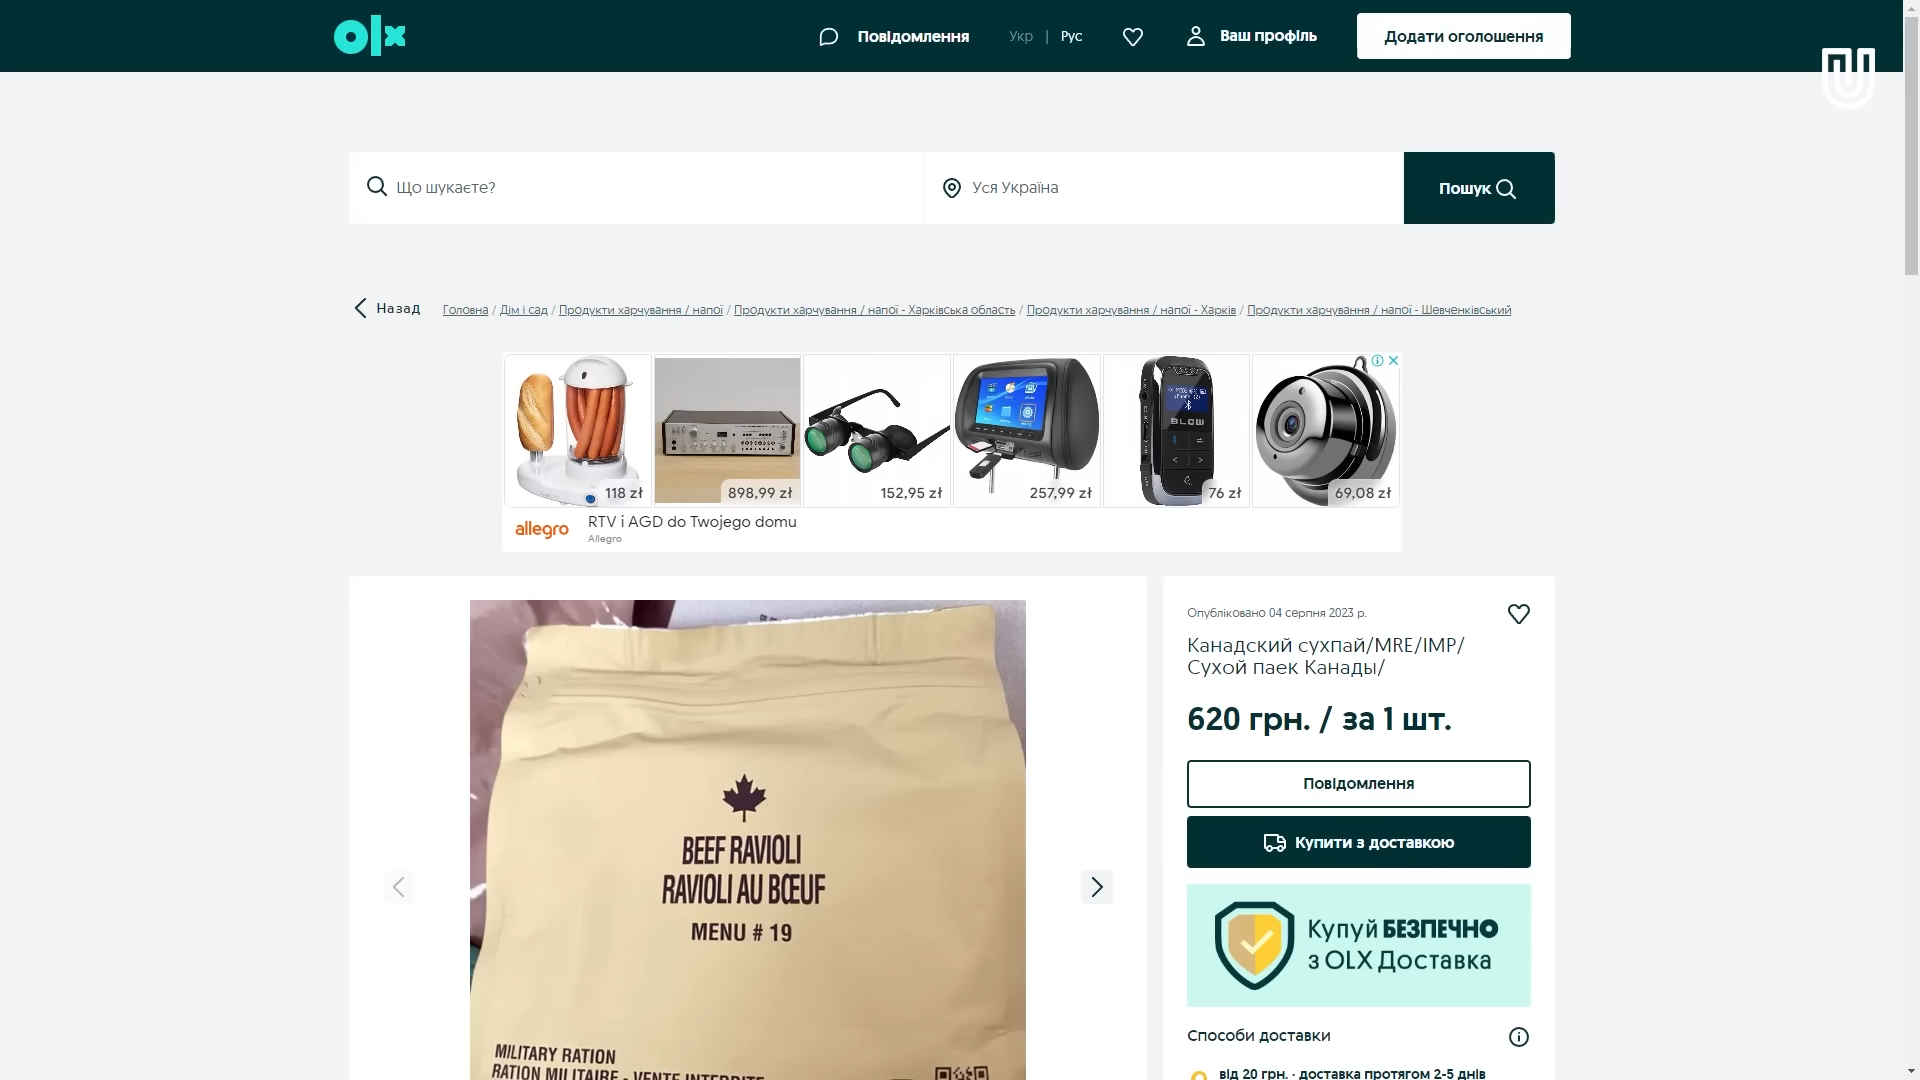 olx
Повідомлення
Укр | Рус
Ваш профіль
Додати оголошення
Що шукаєте?
Уся Україна
Пошук
Назад
Головна / Дім і сад / Продукти харчування / напої / Продукти харчування / напої - Харківська область / Продукти харчування / напої - Харків / Продукти харчування / напої - Шевченківський
118 zł
898,99 zł
152,95 zł
257,99 zł
BLOW
76 zł
69,08 zł
allegro
RTV i AGD do Twojego domu
Allegro
BEEF RAVIOLI
RAVIOLI AU BŒUF
MENU # 19
MILITARY RATION
RATION MILITAIRE - VENTE INTERDITE
Опубліковано 04 серпня 2023 р.
Канадский сухпай/MRE/IMP/
Сухой паек Канады/
620 грн. / за 1 шт.
Повідомлення
Купити з доставкою
Купуй БЕЗПЕЧНО
з OLX Доставка
Способи доставки
від 20 грн. · доставка протягом 2-5 днів